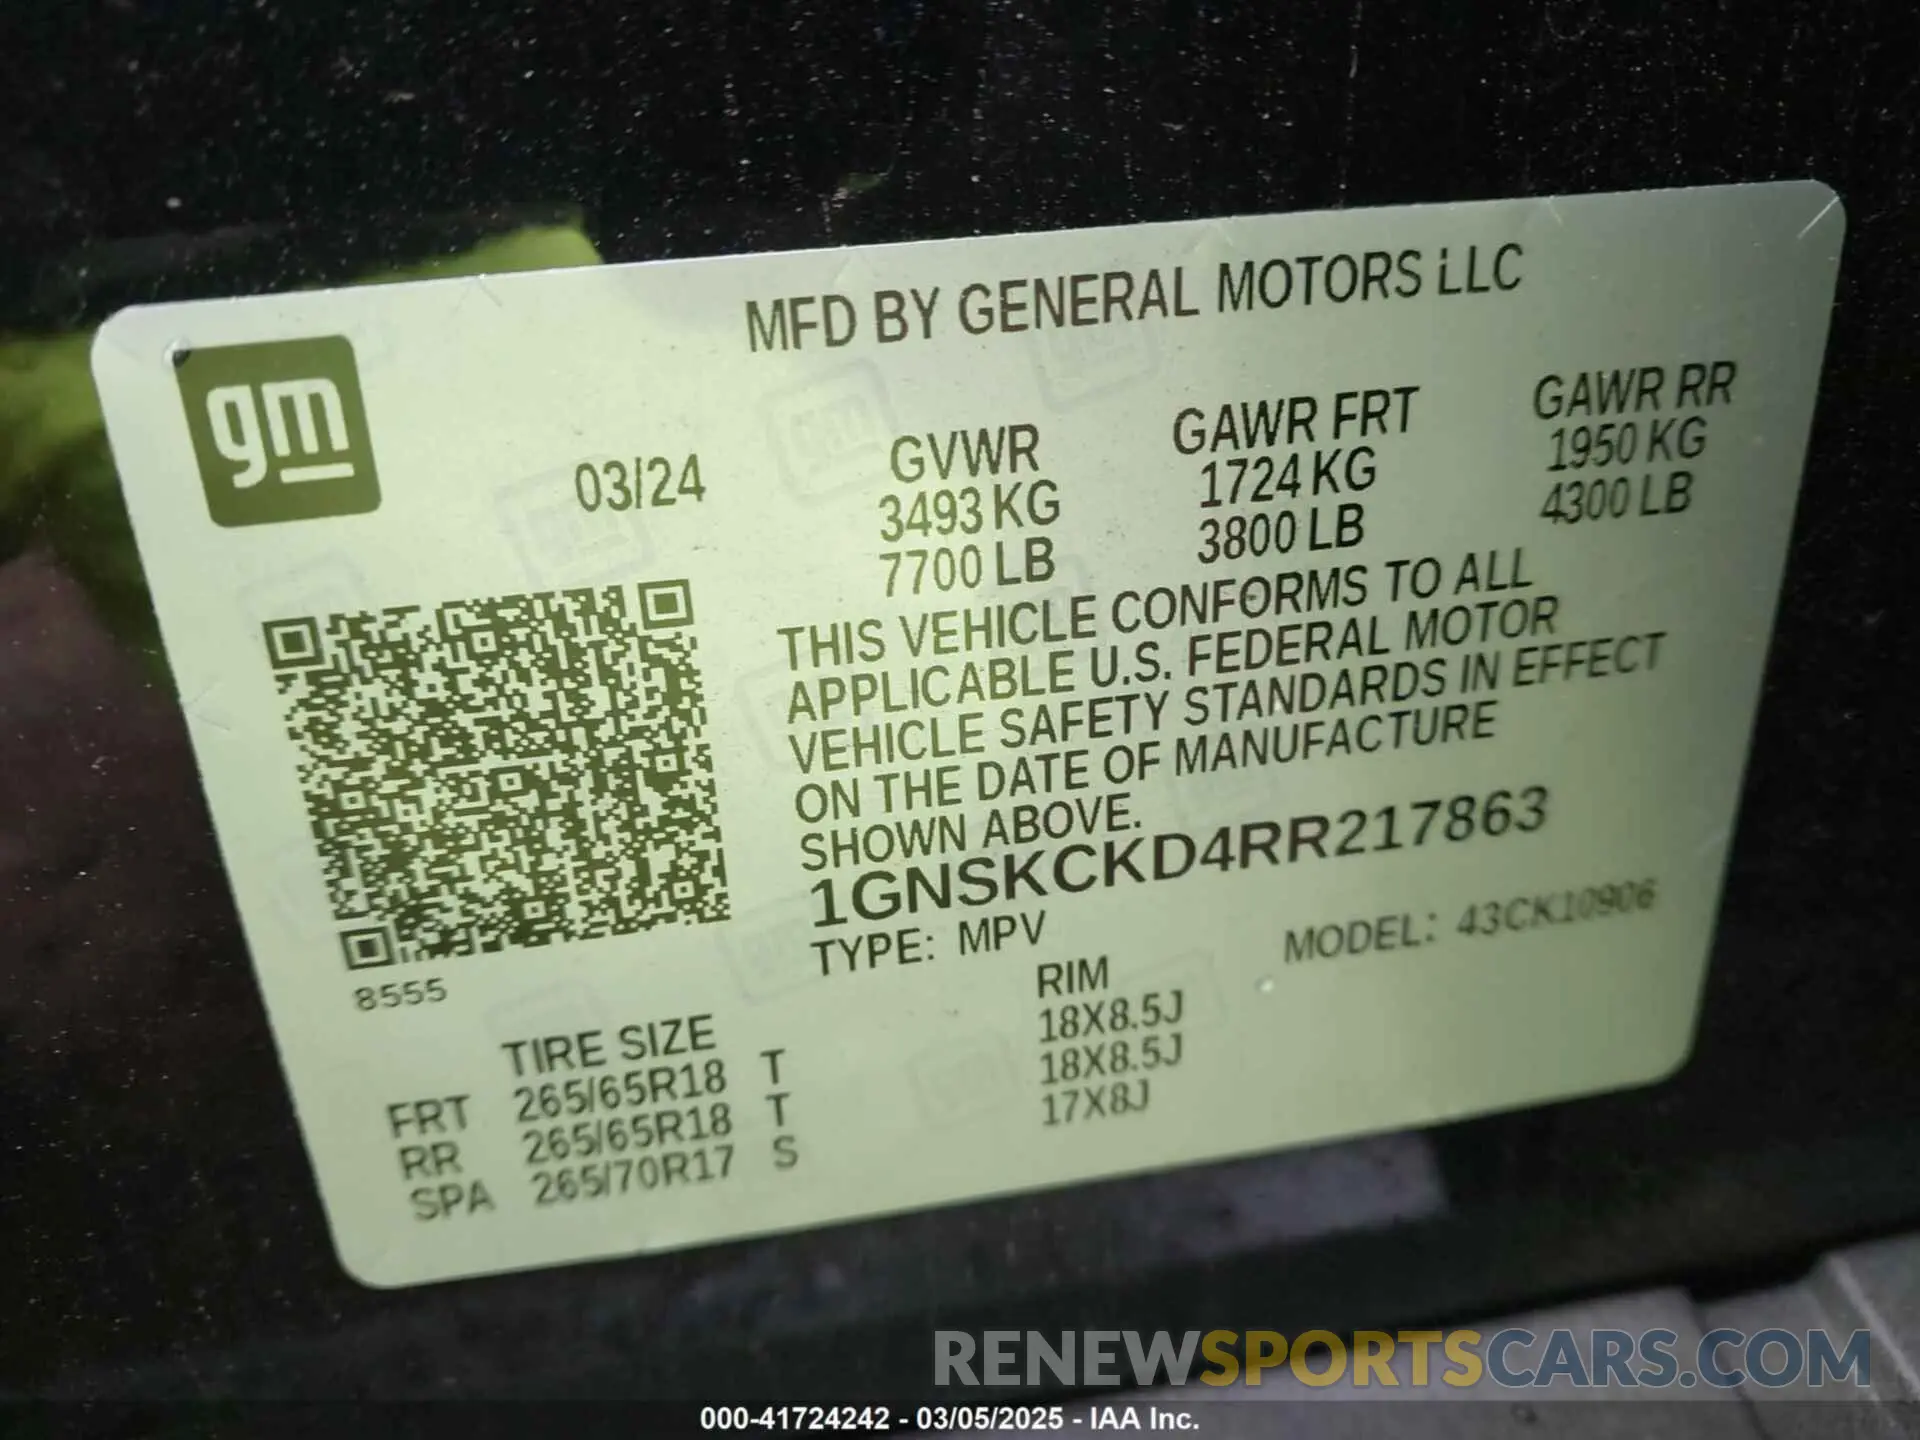 MFD BY GENERAL MOTORS LLC
gm
03/24
GVWR GAWR FRT GAWR RR
3493 KG 1724 KG 1950 KG
7700 LB 3800 LB 4300 LB
THIS VEHICLE CONFORMS TO ALL
APPLICABLE U.S. FEDERAL MOTOR
VEHICLE SAFETY STANDARDS IN EFFECT
ON THE DATE OF MANUFACTURE
SHOWN ABOVE.
1GNSKCKD4RR217863
TYPE: MPV MODEL: 43CK10906
8555
TIRE SIZE RIM
FRT 265/65R18 T 18X8.5J
RR 265/65R18 T 18X8.5J
SPA 265/70R17 S 17X8J
RENEWSPORTSCARS.COM
000-41724242 - 03/05/2025 - IAA Inc.